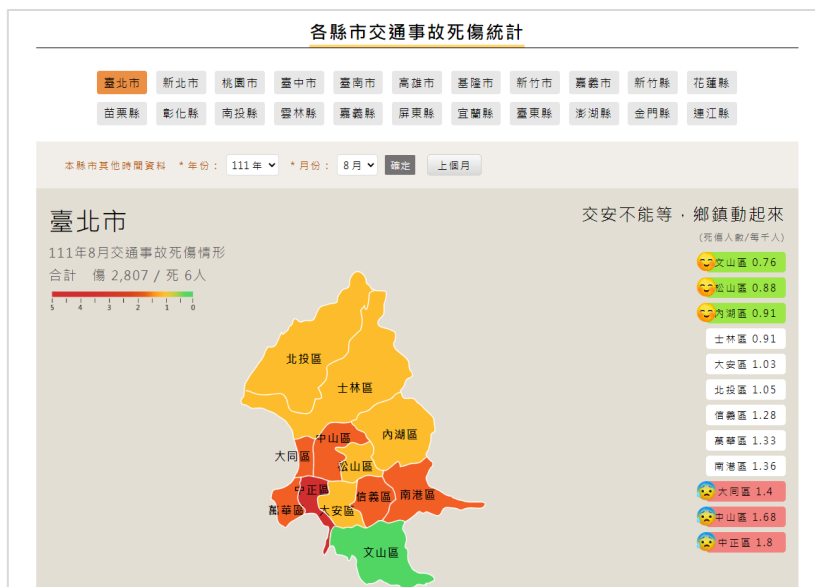 各縣市交通事故死傷統計
臺北市 新北市 桃園市 臺中市 臺南市 高雄市 基隆市 新竹市 嘉義市 新竹縣 花蓮縣
苗栗縣 彰化縣 南投縣 雲林縣 嘉義縣 屏東縣 宜蘭縣 臺東縣 澎湖縣 金門縣 連江縣
本縣市其他時間資料 *年份： 111年 *月份： 8月 確定 上個月
臺北市
111年8月交通事故死傷情形
合計 傷 2,807 / 死 6人
5 4 3 2 1 0
交安不能等．鄉鎮動起來
(死傷人數/每千人)
文山區 0.76
松山區 0.88
內湖區 0.91
士林區 0.91
大安區 1.03
北投區 1.05
信義區 1.28
萬華區 1.33
南港區 1.36
大同區 1.4
中山區 1.68
中正區 1.8
北投區
士林區
中山區
內湖區
大同區
松山區
中正區
信義區
南港區
萬華區
大安區
文山區